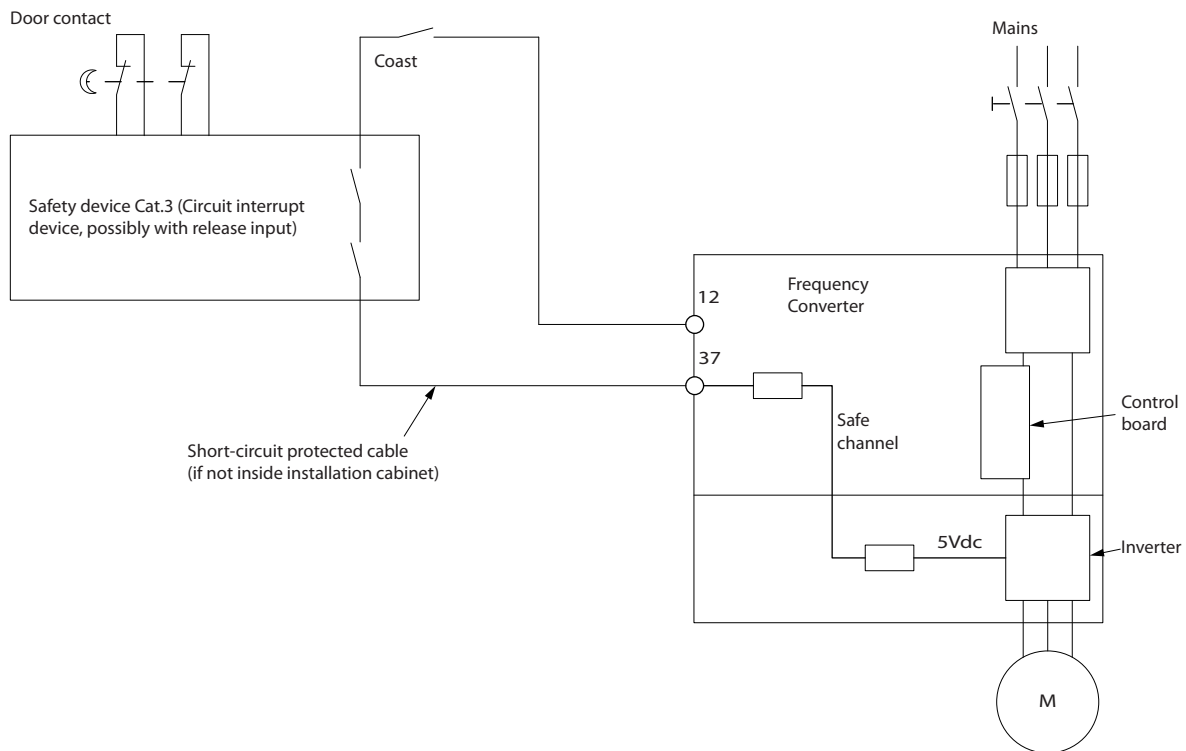 Door contact
Coast
Mains
Safety device Cat.3 (Circuit interrupt
device, possibly with release input)
12
Frequency
Converter
37
Safe
channel
Control
board
Short-circuit protected cable
(if not inside installation cabinet)
5Vdc
Inverter
M